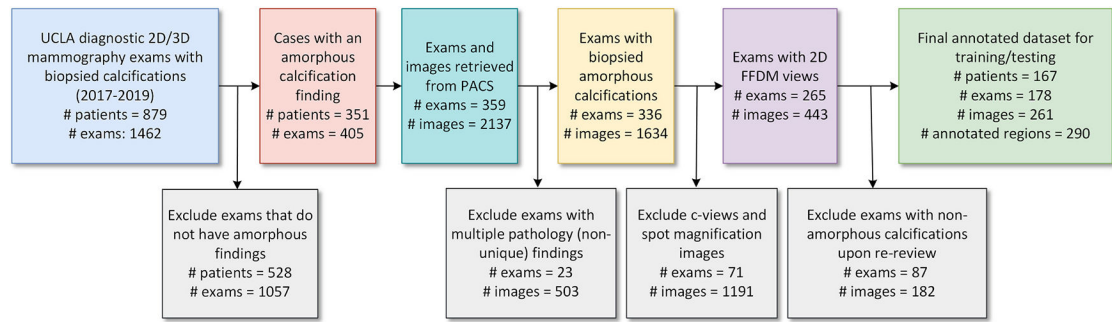 UCLA diagnostic 2D/3D
mammography exams with
biopsied calcifications
(2017-2019)
# patients = 879
# exams: 1462
Cases with an
amorphous
calcification
finding
# patients = 351
# exams = 405
Exams and
images retrieved
from PACS
# exams = 359
# images = 2137
Exams with
biopsied
amorphous
calcifications
# exams = 336
# images = 1634
Exams with 2D
FFDM views
# exams = 265
# images = 443
Final annotated dataset for
training/testing
# patients = 167
# exams = 178
# images = 261
# annotated regions = 290
Exclude exams that do
not have amorphous
findings
# patients = 528
# exams = 1057
Exclude exams with
multiple pathology (non-
unique) findings
# exams = 23
# images = 503
Exclude c-views and
spot magnification
images
# exams = 71
# images = 1191
Exclude exams with non-
amorphous calcifications
upon re-review
# exams = 87
# images = 182